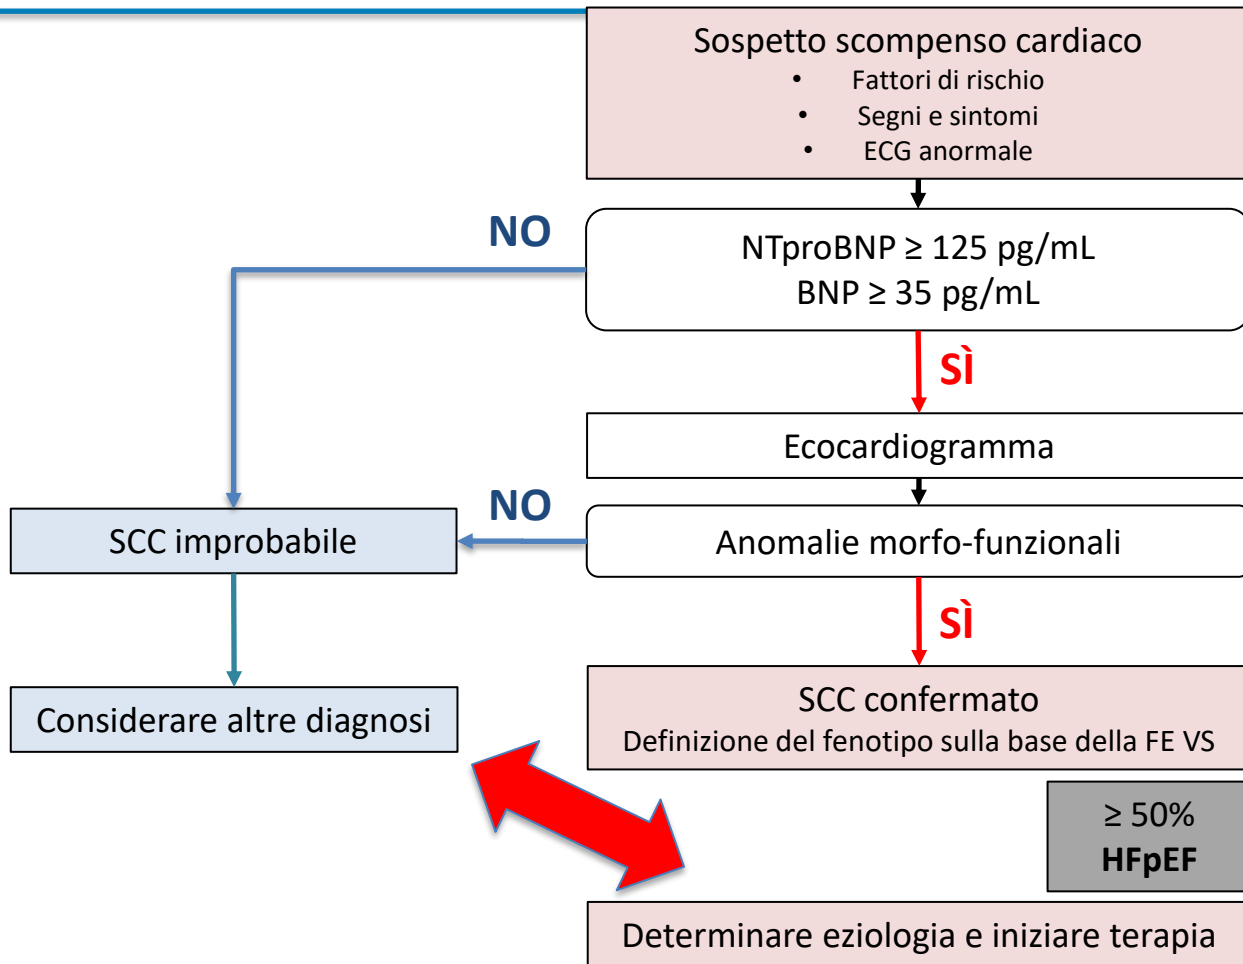 Sospetto scompenso cardiaco
• Fattori di rischio
• Segni e sintomi
• ECG anormale
NO
NTproBNP ≥ 125 pg/mL
BNP ≥ 35 pg/mL
SÌ
Ecocardiogramma
NO
SCC improbabile
Anomalie morfo-funzionali
SÌ
Considerare altre diagnosi
SCC confermato
Definizione del fenotipo sulla base della FE VS
≥ 50%
HFpEF
Determinare eziologia e iniziare terapia